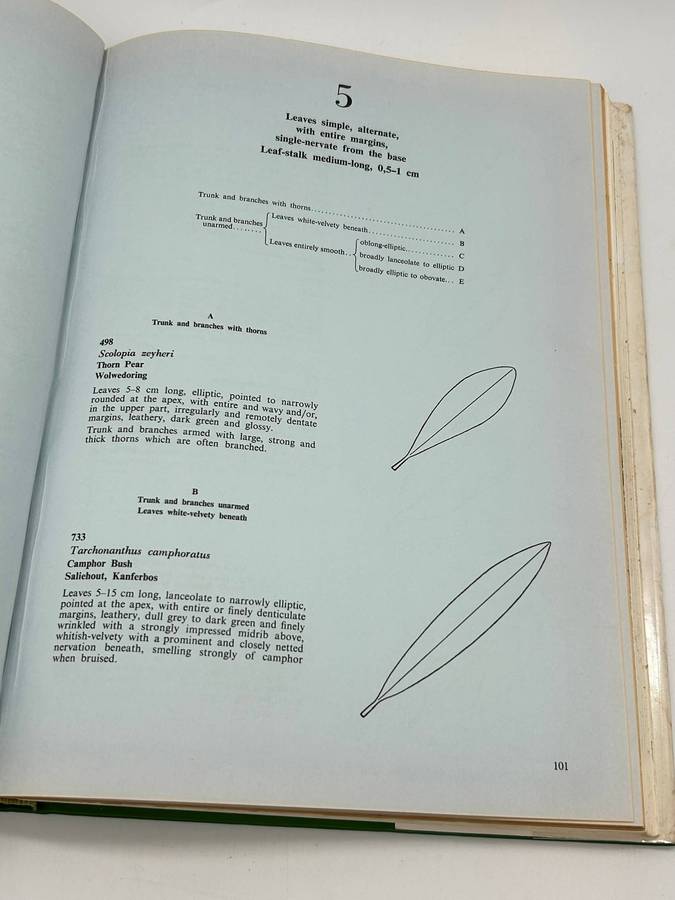 5
Leaves simple, alternate,
with entire margins,
single-nervate from the base
Leaf-stalk medium-long, 0,5–1 cm
Trunk and branches with thorns........................................ A
Trunk and branches
unarmed........
Leaves white-velvety beneath........................ B
Leaves entirely smooth..
oblong-elliptic............. C
broadly lanceolate to elliptic D
broadly elliptic to obovate... E
A
Trunk and branches with thorns
498
Scolopia zeyheri
Thorn Pear
Wolwedoring
Leaves 5–8 cm long, elliptic, pointed to narrowly
rounded at the apex, with entire and wavy and/or,
in the upper part, irregularly and remotely dentate
margins, leathery, dark green and glossy.
Trunk and branches armed with large, strong and
thick thorns which are often branched.
B
Trunk and branches unarmed
Leaves white-velvety beneath
733
Tarchonanthus camphoratus
Camphor Bush
Saliehout, Kanferbos
Leaves 5–15 cm long, lanceolate to narrowly elliptic,
pointed at the apex, with entire or finely denticulate
margins, leathery, dull grey to dark green and finely
wrinkled with a strongly impressed midrib above,
whitish-velvety with a prominent and closely netted
nervation beneath, smelling strongly of camphor
when bruised.
101